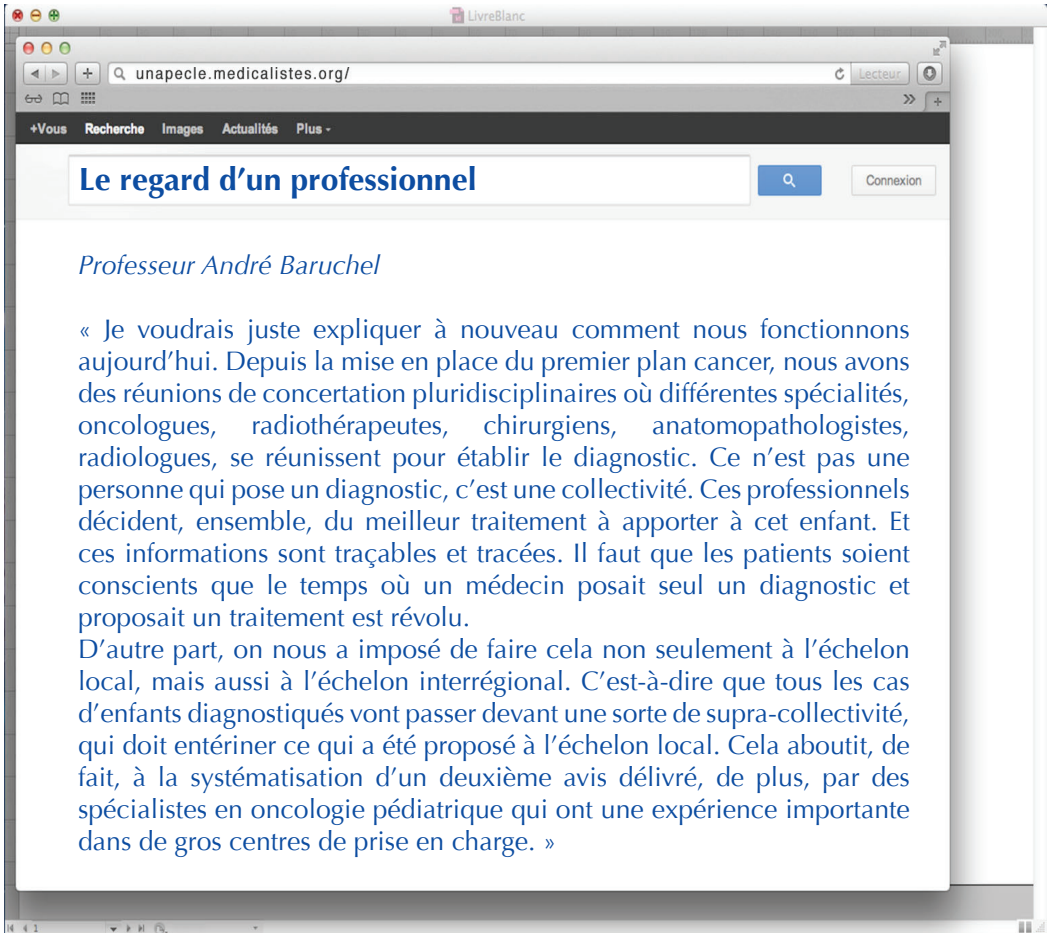 LivreBlanc
unapecle.medicalistes.org/
Lecteur
+Vous Recherche Images Actualités Plus
Le regard d’un professionnel
Connexion
Professeur André Baruchel
« Je voudrais juste expliquer à nouveau comment nous fonctionnons
aujourd’hui. Depuis la mise en place du premier plan cancer, nous avons
des réunions de concertation pluridisciplinaires où différentes spécialités,
oncologues, radiothérapeutes, chirurgiens, anatomopathologistes,
radiologues, se réunissent pour établir le diagnostic. Ce n’est pas une
personne qui pose un diagnostic, c’est une collectivité. Ces professionnels
décident, ensemble, du meilleur traitement à apporter à cet enfant. Et
ces informations sont traçables et tracées. Il faut que les patients soient
conscients que le temps où un médecin posait seul un diagnostic et
proposait un traitement est révolu.
D’autre part, on nous a imposé de faire cela non seulement à l’échelon
local, mais aussi à l’échelon interrégional. C’est-à-dire que tous les cas
d’enfants diagnostiqués vont passer devant une sorte de supra-collectivité,
qui doit entériner ce qui a été proposé à l’échelon local. Cela aboutit, de
fait, à la systématisation d’un deuxième avis délivré, de plus, par des
spécialistes en oncologie pédiatrique qui ont une expérience importante
dans de gros centres de prise en charge. »
1